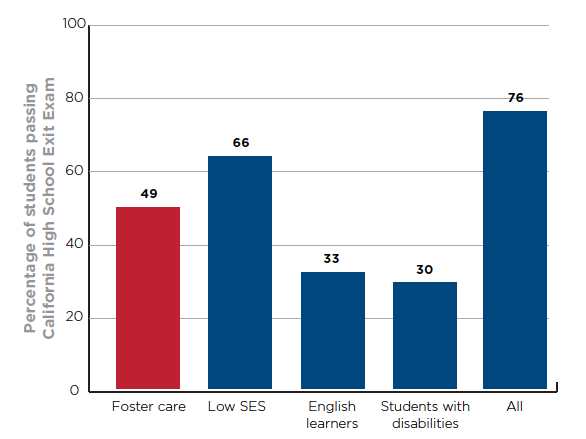 Percentage of students passing
California High School Exit Exam
100
80
60
40
20
0
49
66
33
30
76
Foster care
Low SES
English
learners
Students with
disabilities
All